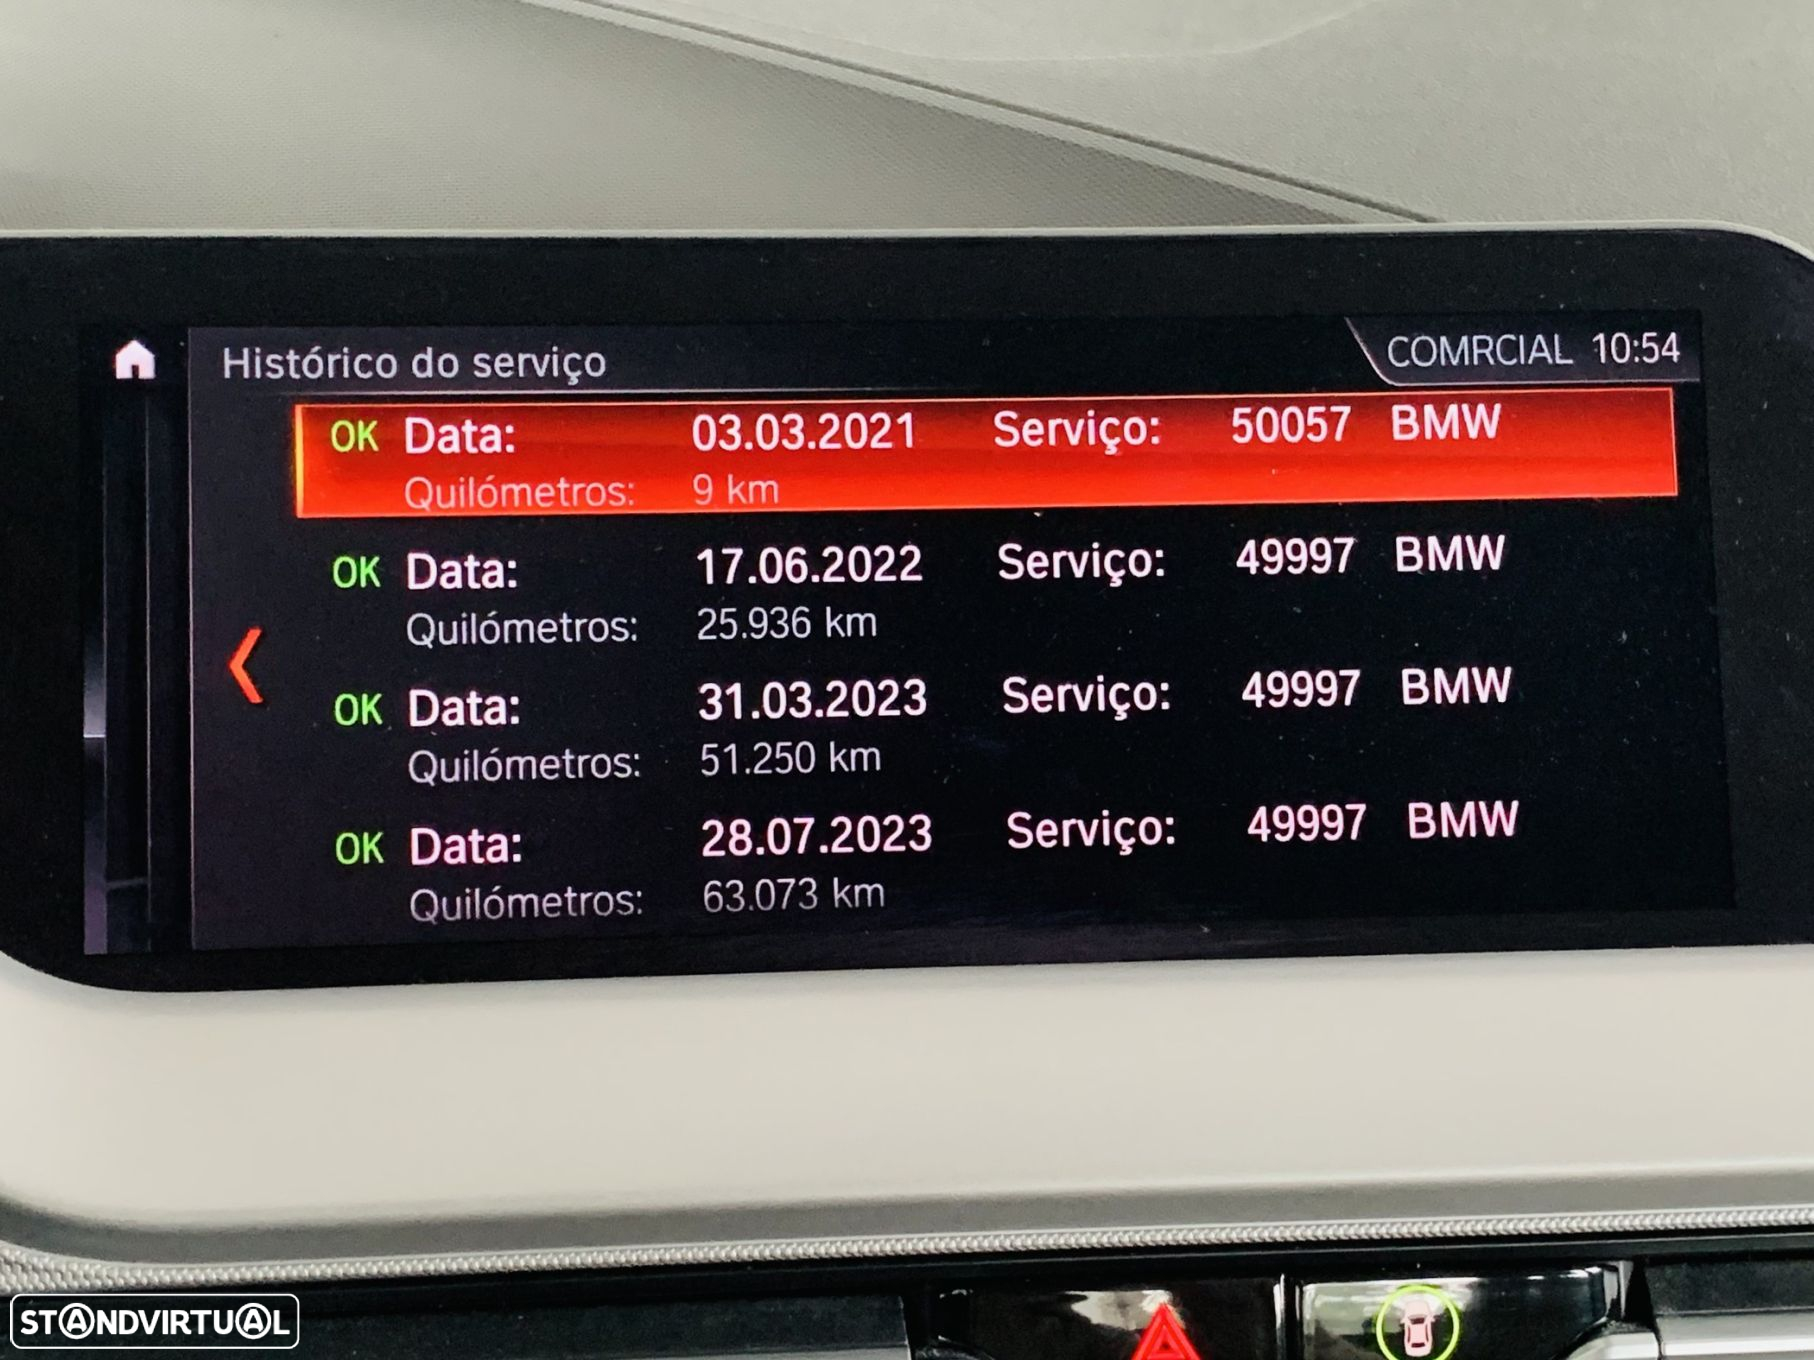 Histórico do serviço COMRCIAL 10:54
OK Data: 03.03.2021 Serviço: 50057 BMW
Quilómetros: 9 km
OK Data: 17.06.2022 Serviço: 49997 BMW
Quilómetros: 25.936 km
OK Data: 31.03.2023 Serviço: 49997 BMW
Quilómetros: 51.250 km
OK Data: 28.07.2023 Serviço: 49997 BMW
Quilómetros: 63.073 km
STANDVIRTUAL